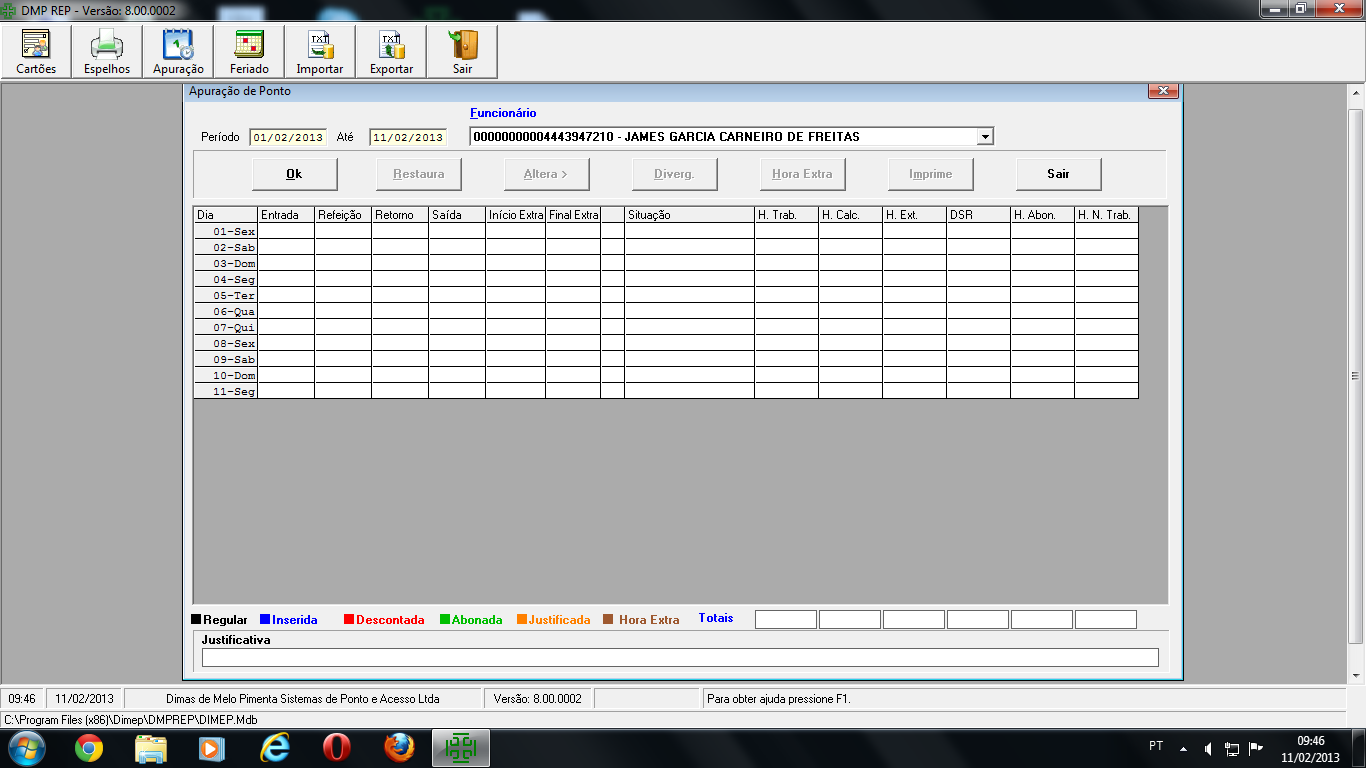 DMP REP - Versão: 8.00.0002
Cartões Espelhos Apuração Feriado Importar Exportar Sair
Apuração de Ponto
Funcionário
Período 01/02/2013 Até 11/02/2013 00000000004443947210 - JAMES GARCIA CARNEIRO DE FREITAS
Ok Restaura Altera > Diverg. Hora Extra Imprime Sair
Dia Entrada Refeição Retorno Saída Início Extra Final Extra Situação H. Trab. H. Calc. H. Ext. DSR H. Abon. H. N. Trab.
01-Sex
02-Sab
03-Dom
04-Seg
05-Ter
06-Qua
07-Qui
08-Sex
09-Sab
10-Dom
11-Seg
Regular Inserida Descontada Abonada Justificada Hora Extra Totais
Justificativa
09:46 11/02/2013 Dimas de Melo Pimenta Sistemas de Ponto e Acesso Ltda Versão: 8.00.0002 Para obter ajuda pressione F1.
C:\Program Files (x86)\Dimep\DMPREP\DIMEP.Mdb
PT 09:46
11/02/2013